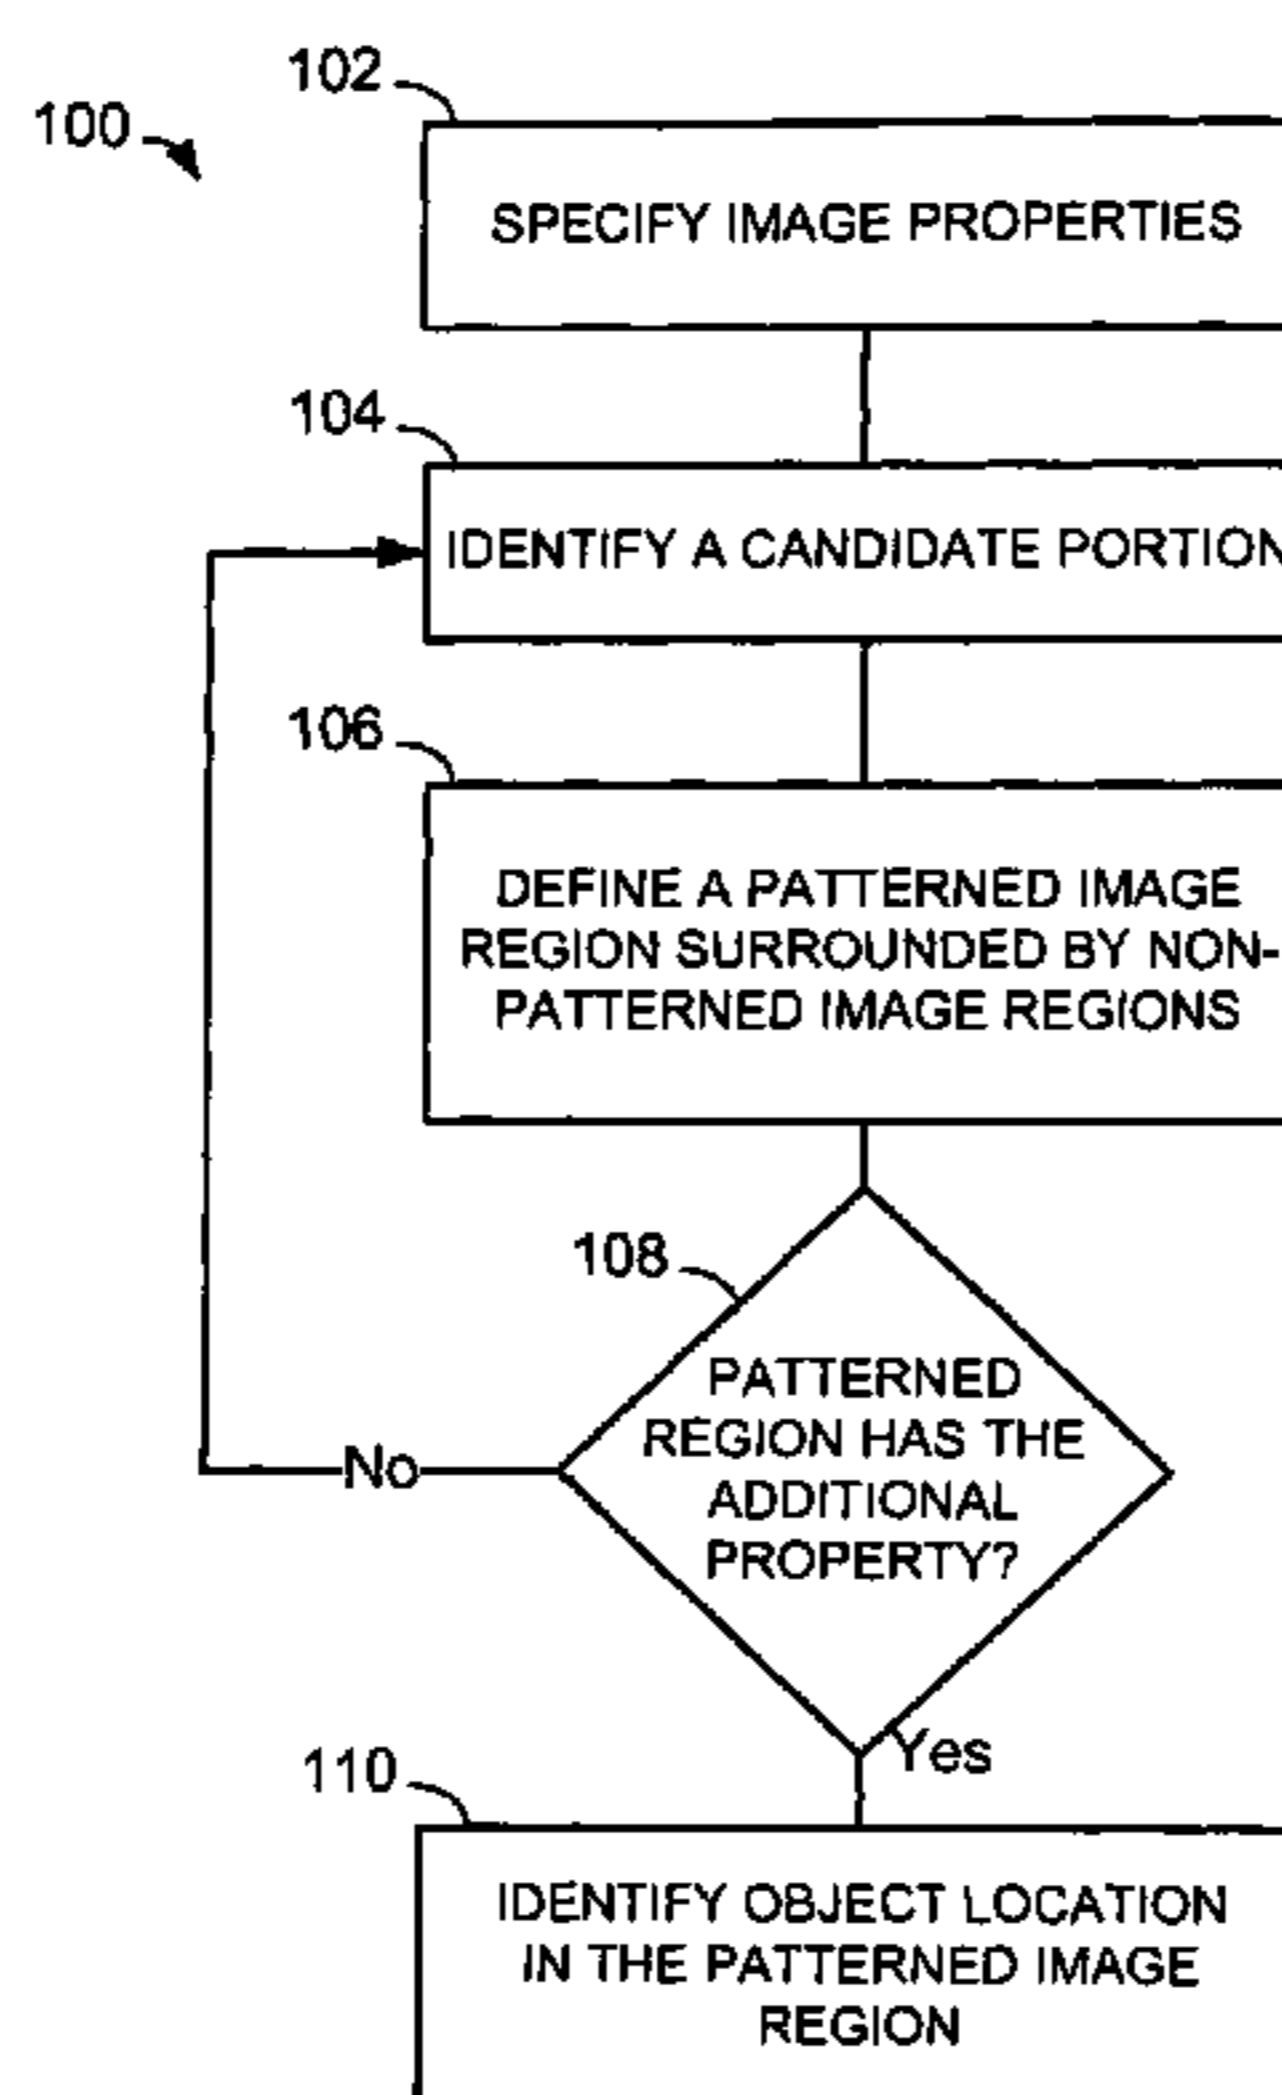 102
100
SPECIFY IMAGE PROPERTIES
104
IDENTIFY A CANDIDATE PORTION
106
DEFINE A PATTERNED IMAGE
REGION SURROUNDED BY NON-
PATTERNED IMAGE REGIONS
108
PATTERNED
REGION HAS THE
ADDITIONAL
PROPERTY?
No
Yes
110
IDENTIFY OBJECT LOCATION
IN THE PATTERNED IMAGE
REGION